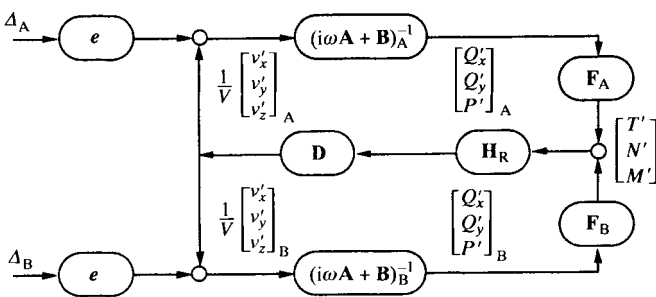 Δ_A
e
(iωA + B)_A^{-1}
1/V [v'_x v'_y v'_z]_A
[Q'_x Q'_y P']_A
F_A
D
H_R
[T' N' M']
1/V [v'_x v'_y v'_z]_B
[Q'_x Q'_y P']_B
F_B
Δ_B
e
(iωA + B)_B^{-1}